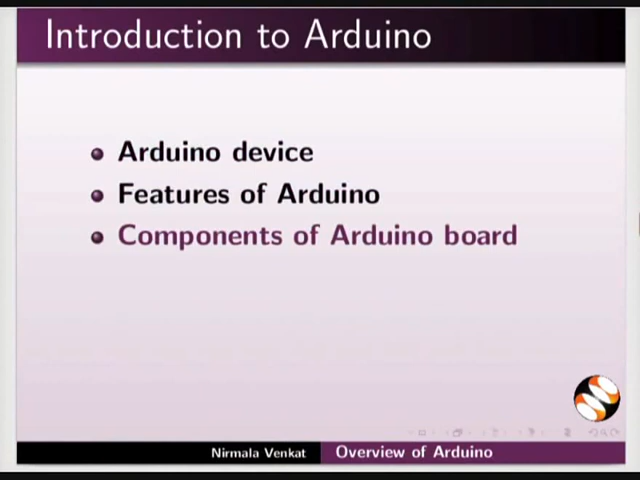 Introduction to Arduino
Arduino device
Features of Arduino
Components of Arduino board
Nirmala Venkat
Overview of Arduino